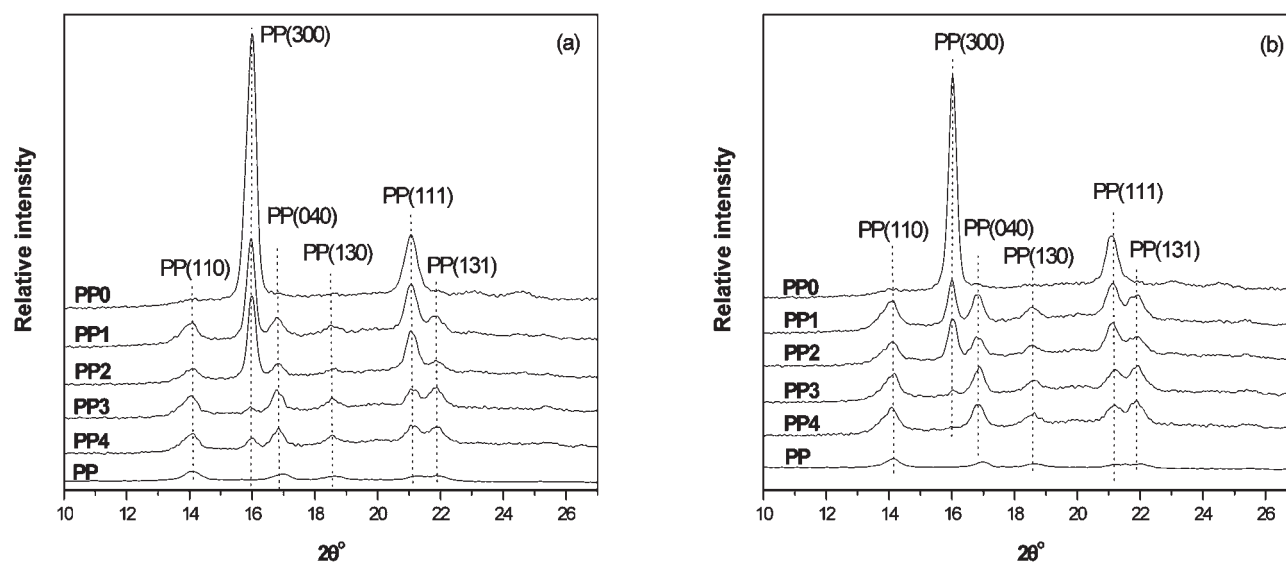 (a)
PP(300)
PP(111)
PP(040)
PP(130)
PP(131)
PP(110)
PP0
PP1
PP2
PP3
PP4
PP
Relative intensity
10 12 14 16 18 20 21 22 24 26
2θ°
(b)
PP(300)
PP(111)
PP(110)
PP(040)
PP(130)
PP(131)
PP0
PP1
PP2
PP3
PP4
PP
Relative intensity
10 12 14 16 18 20 21 22 24 26
2θ°